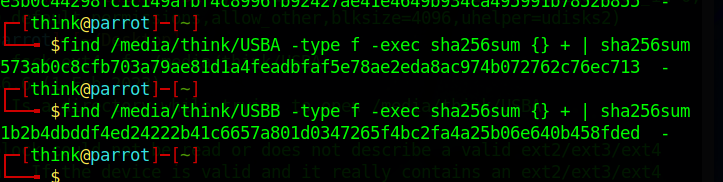 e3b0c44298fc1c149afbf4c8996fb92427ae41e4649b934ca495991b7852b855  -
┌─[think@parrot]─[~]
└──╼ $find /media/think/USBA -type f -exec sha256sum {} + | sha256sum
573ab0c8cfb703a79ae81d1a4feadbfaf5e78ae2eda8ac974b072762c76ec713  -
┌─[think@parrot]─[~]
└──╼ $find /media/think/USBB -type f -exec sha256sum {} + | sha256sum
1b2b4dbddf4ed24222b41c6657a801d0347265f4bc2fa4a25b06e640b458fded  -
┌─[think@parrot]─[~]
└──╼ $